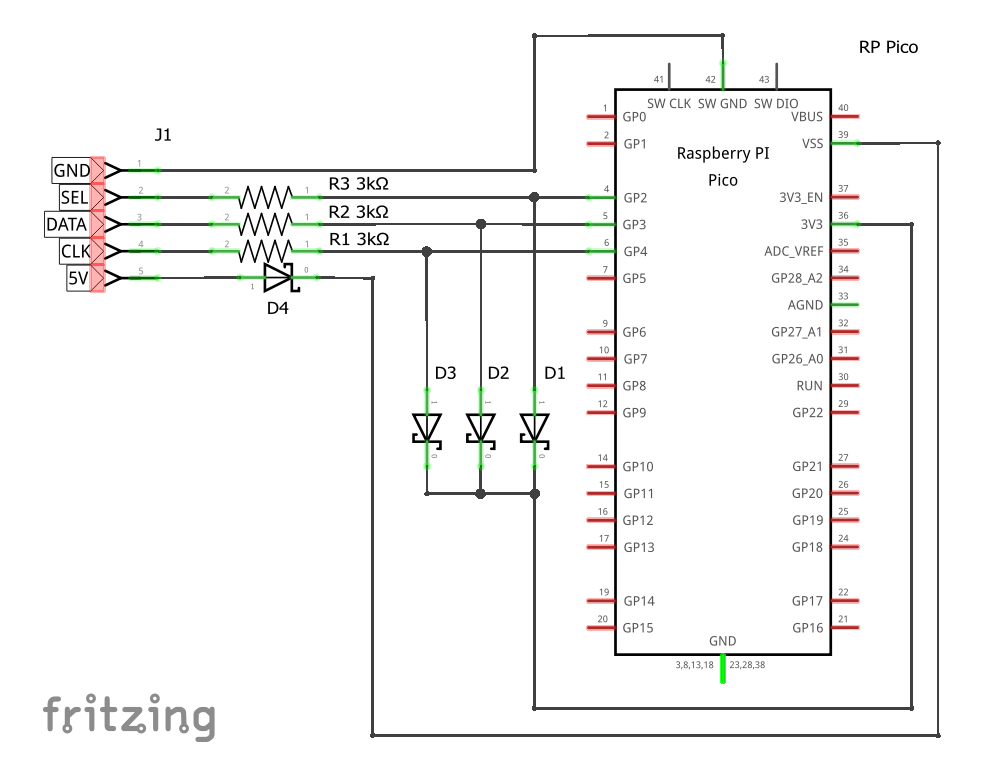 RP Pico
41 42 43
SW CLK SW GND SW DIO
1 GP0 VBUS 40
2 GP1 VSS 39
Raspberry PI
Pico
J1
GND 1
SEL 2 2 R3 3kΩ 1 4 GP2 3V3_EN 37
DATA 3 2 R2 3kΩ 1 5 GP3 3V3 36
CLK 4 2 R1 3kΩ 1 6 GP4 ADC_VREF 35
5V 5 1 0 7 GP5 GP28_A2 34
D4
AGND 33
9 GP6 GP27_A1 32
10 GP7 GP26_A0 31
D3 D2 D1
11 GP8 RUN 30
1 1 1
12 GP9 GP22 29
0 0 0
14 GP10 GP21 27
15 GP11 GP20 26
16 GP12 GP19 25
17 GP13 GP18 24
19 GP14 GP17 22
20 GP15 GP16 21
GND
3,8,13,18 23,28,38
fritzing